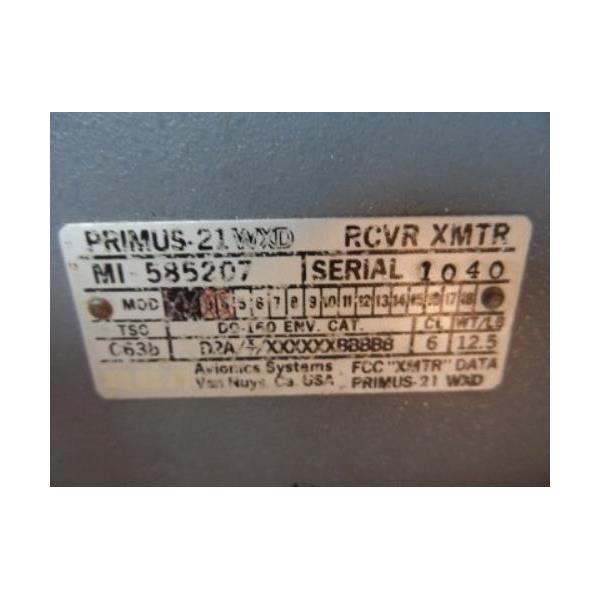 PRIMUS-21 WXD RCVR XMTR
MI-585207 SERIAL 1040
MOD 5 6 7 8 9 10 11 12 13 14 15 16 17 18
TSO DO-160 ENV. CAT. CL WT/LB
C63b D2A/ /XXXXXXBBBBB 6 12.5
Avionics Systems FCC "XMTR" DATA
Van Nuys, Ca. USA PRIMUS-21 WXD